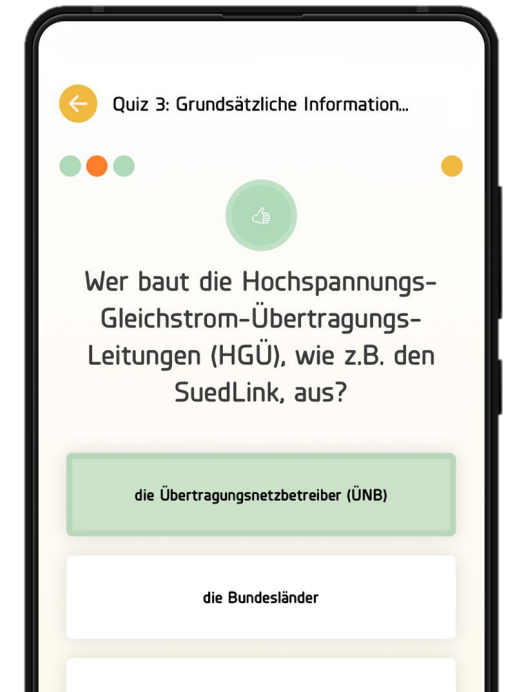 Quiz 3: Grundsätzliche Information...
Wer baut die Hochspannungs-
Gleichstrom-Übertragungs-
Leitungen (HGÜ), wie z.B. den
SuedLink, aus?
die Übertragungsnetzbetreiber (ÜNB)
die Bundesländer